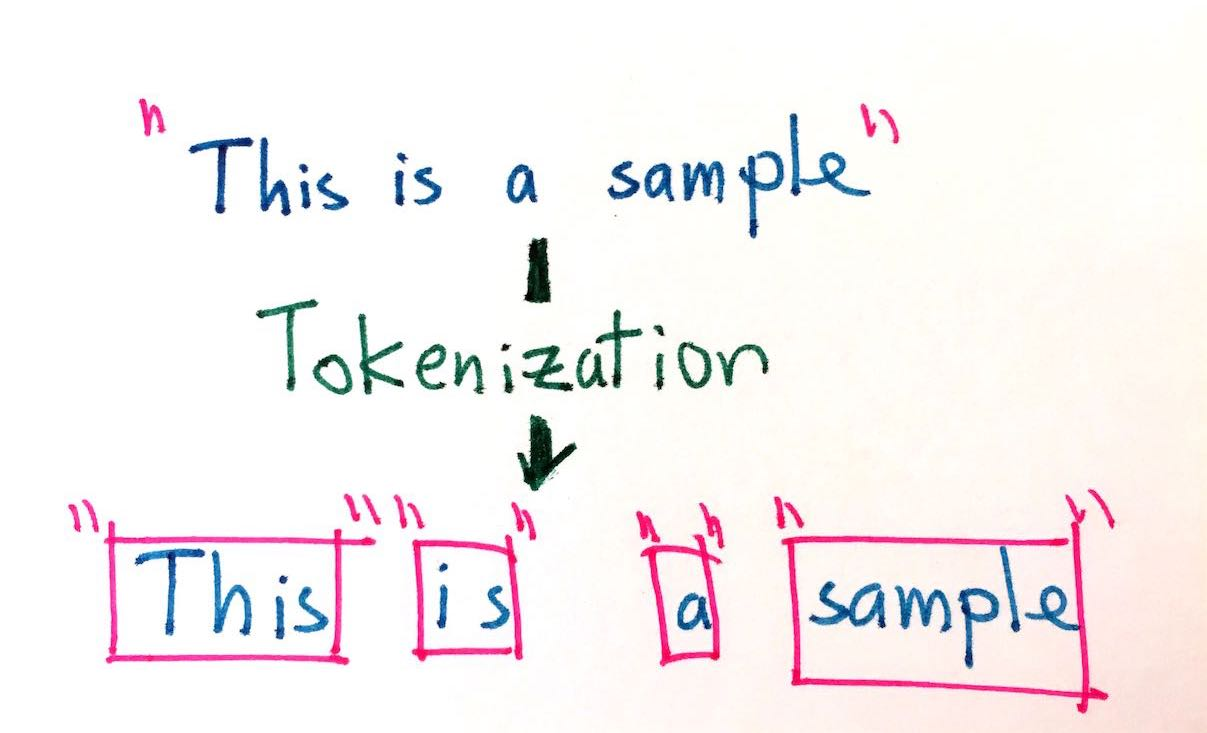 "This is a sample"
Tokenization
"This" "is" "a" "sample"